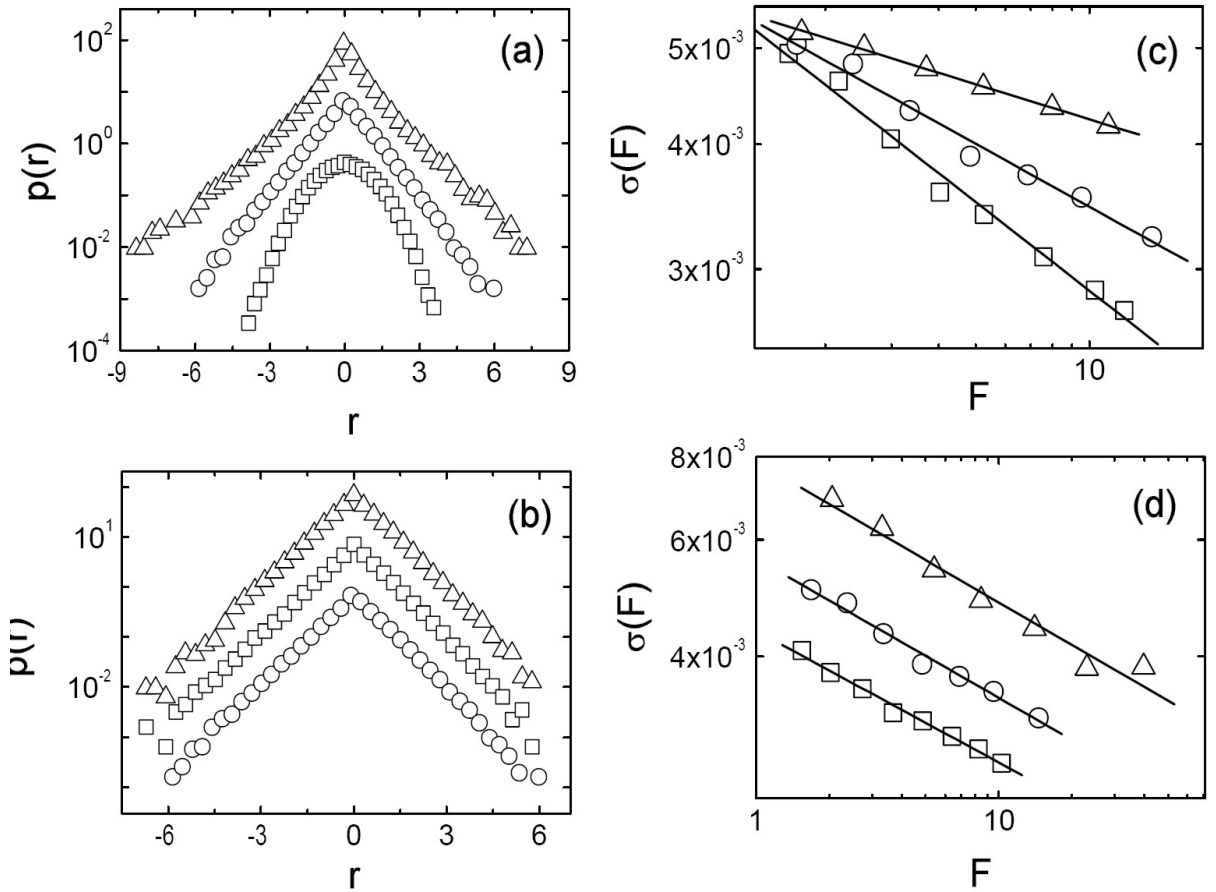 (a)
10²
10⁰
10⁻²
10⁻⁴
p(r)
-9 -6 -3 0 3 6 9
r
(c)
5x10⁻³
4x10⁻³
3x10⁻³
σ(F)
10
F
(b)
10¹
10⁻²
p(r)
-6 -3 0 3 6
r
(d)
8x10⁻³
6x10⁻³
4x10⁻³
σ(F)
1 10
F